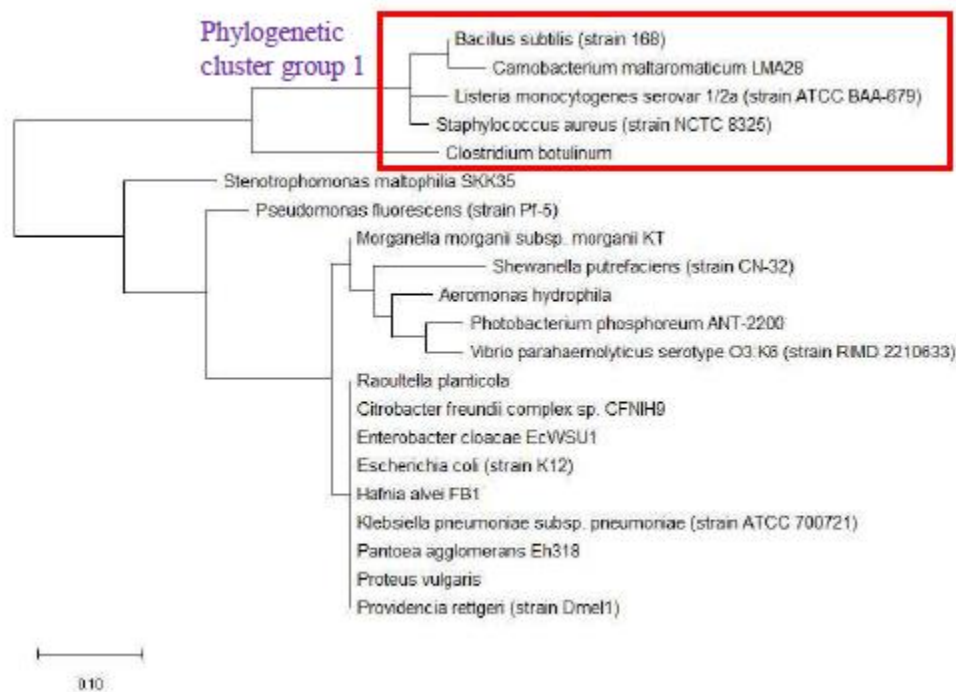 Phylogenetic
cluster group 1
Bacillus subtilis (strain 168)
Carnobacterium maltaromaticum LMA28
Listeria monocytogenes serovar 1/2a (strain ATCC BAA-679)
Staphylococcus aureus (strain NCTC 8325)
Clostridium botulinum
Stenotrophomonas maltophilia SKK35
Pseudomonas fluorescens (strain Pf-5)
Morganella morganii subsp. morganii KT
Shewanella putrefaciens (strain CN-32)
Aeromonas hydrophila
Photobacterium phosphoreum ANT-2200
Vibrio parahaemolyticus serotype O3:K6 (strain RIMD 2210633)
Raoultella planticola
Citrobacter freundii complex sp. CFNIH9
Enterobacter cloacae EcWSU1
Escherichia coli (strain K12)
Hafnia alvei FB1
Klebsiella pneumoniae subsp. pneumoniae (strain ATCC 700721)
Pantoea agglomerans Eh318
Proteus vulgaris
Providencia rettgeri (strain Dmel1)
0.10